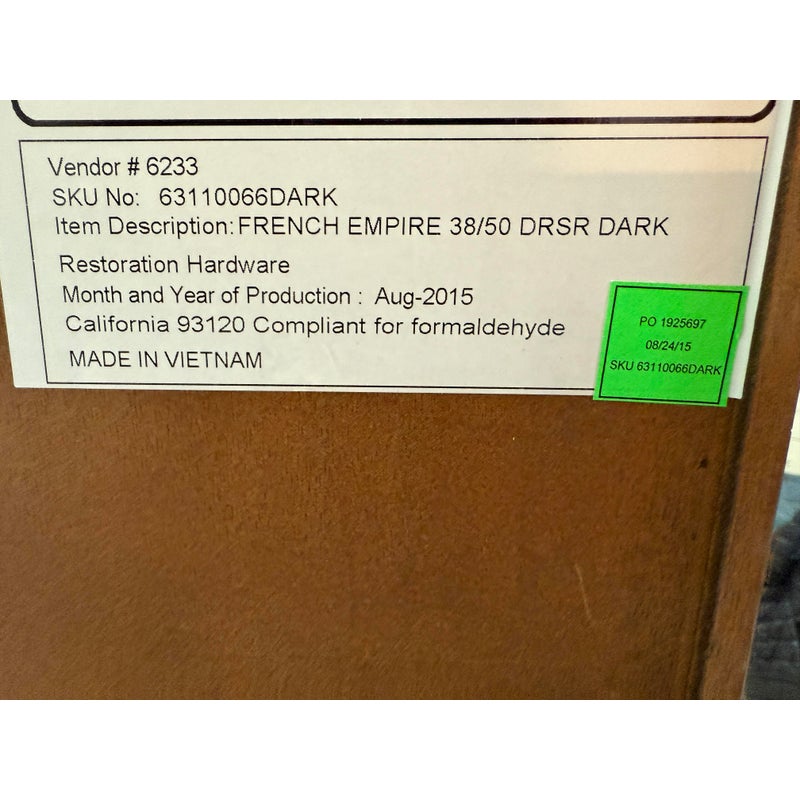 Vendor # 6233
SKU No: 63110066DARK
Item Description: FRENCH EMPIRE 38/50 DRSR DARK
Restoration Hardware
Month and Year of Production : Aug-2015
California 93120 Compliant for formaldehyde
MADE IN VIETNAM
PO 1925697
08/24/15
SKU 63110066DARK